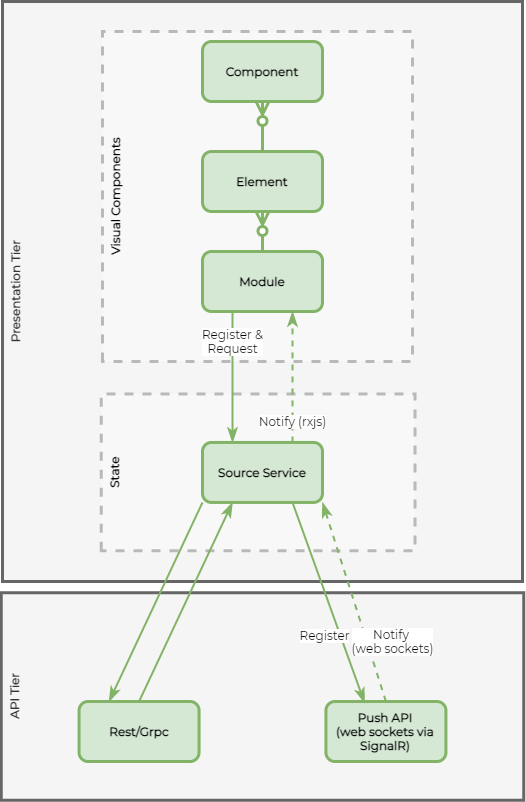 Presentation Tier
Visual Components
Component
Element
Module
Register &
Request
Notify (rxjs)
State
Source Service
API Tier
Register
Notify
(web sockets)
Rest/Grpc
Push API
(web sockets via
SignalR)